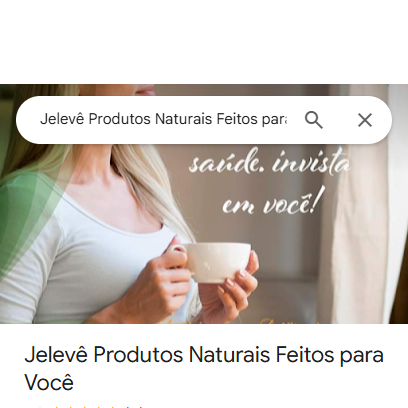 Jelevê Produtos Naturais Feitos para
saúde. invista
em você!
Jelevê Produtos Naturais Feitos para
Você